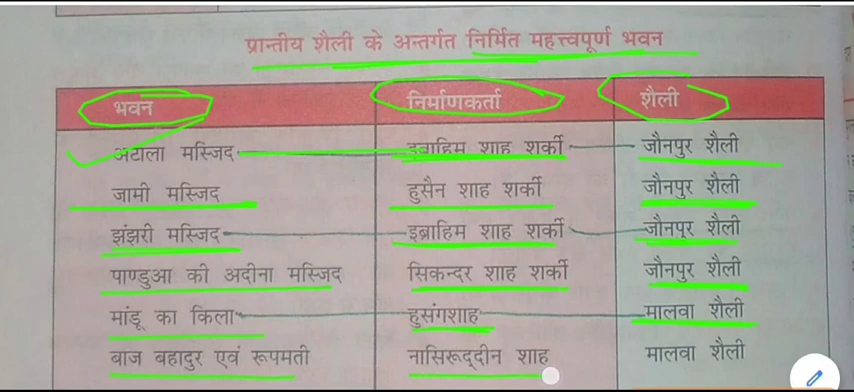 प्रान्तीय शैली के अन्तर्गत निर्मित महत्त्वपूर्ण भवन
भवन निर्माणकर्ता शैली
अटाला मस्जिद इब्राहिम शाह शर्की जौनपुर शैली
जामी मस्जिद हुसैन शाह शर्की जौनपुर शैली
झंझरी मस्जिद इब्राहिम शाह शर्की जौनपुर शैली
पाण्डुआ की अदीना मस्जिद सिकन्दर शाह शर्की जौनपुर शैली
मांडू का किला हुसंगशाह मालवा शैली
बाज बहादुर एवं रूपमती नासिरूद्दीन शाह मालवा शैली